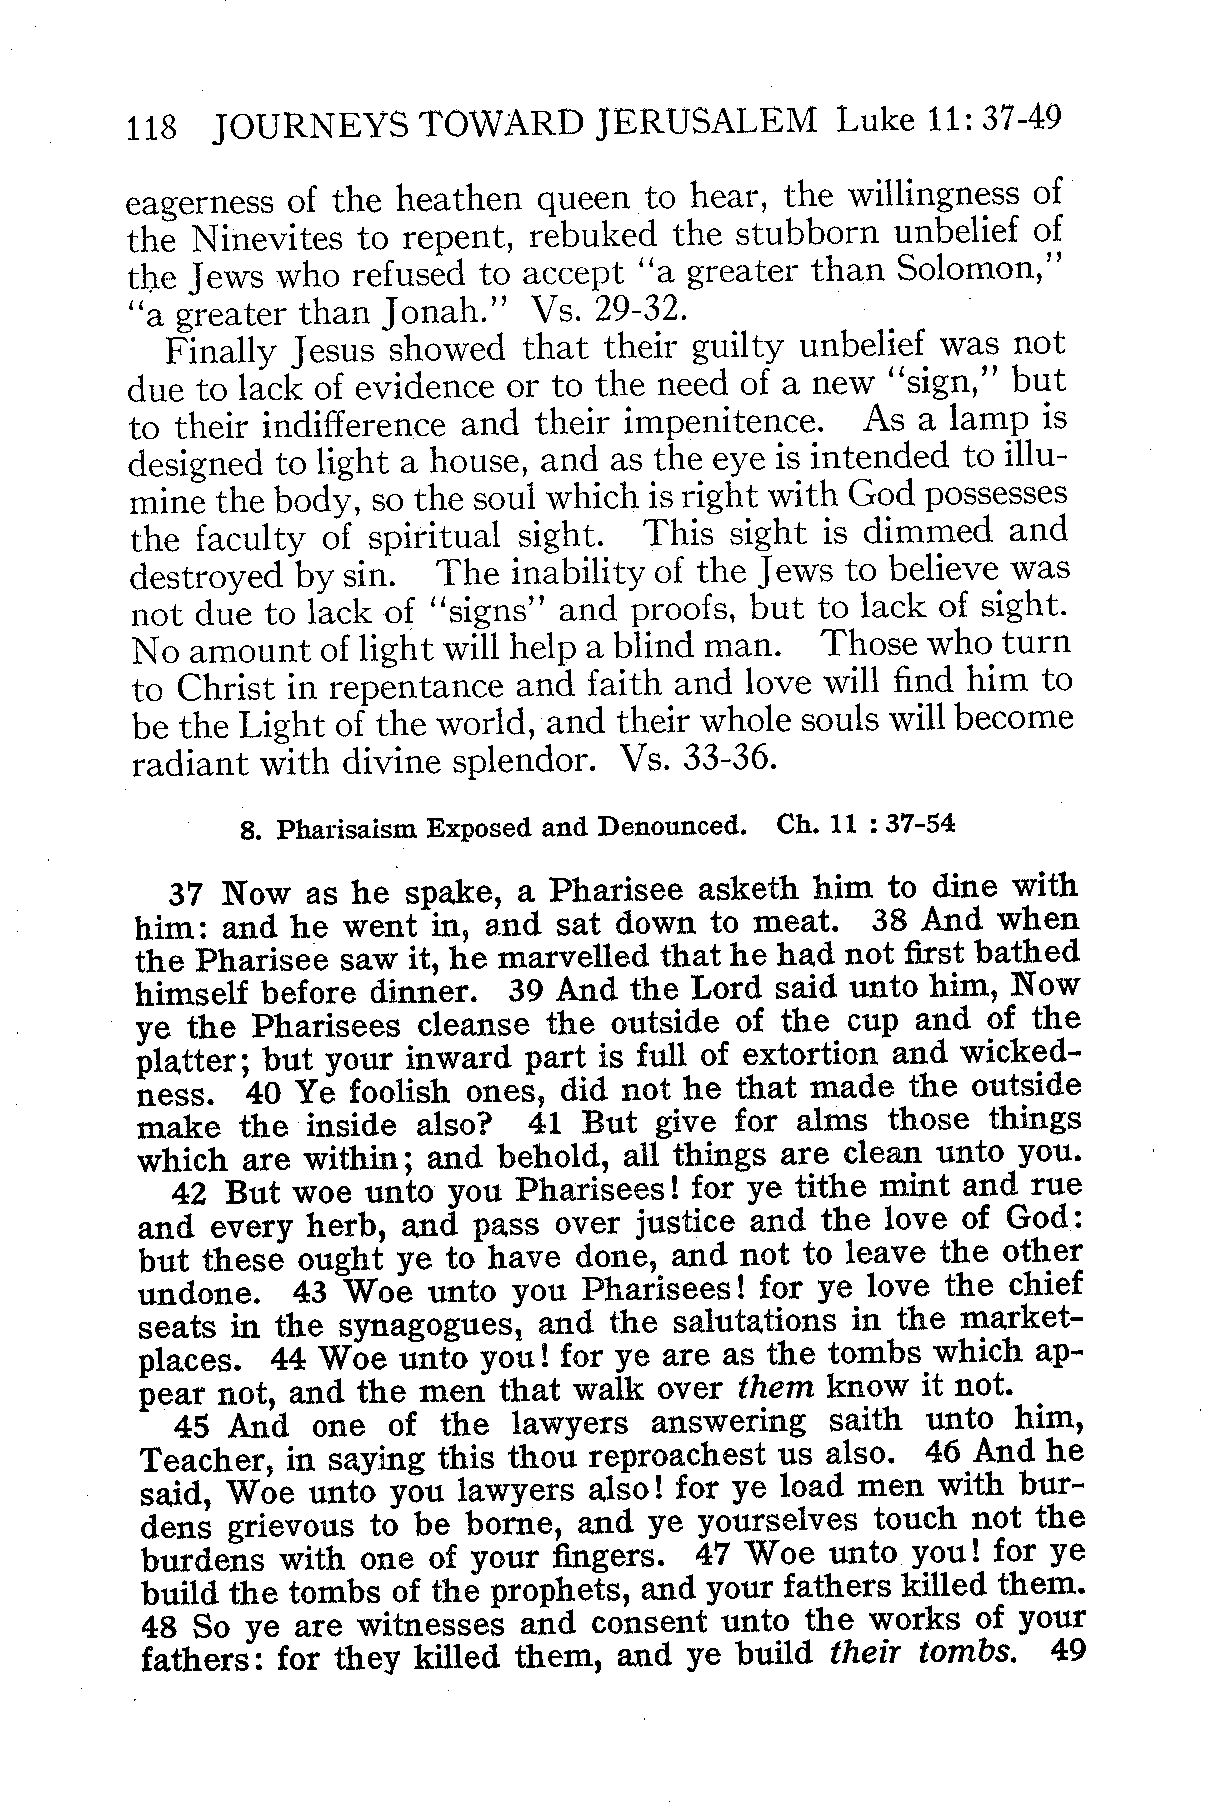 118 JOURNEYS TOWARD JERUSALEM Luke 11: 37-49
eagerness of the heathen queen to hear, the willingness of
the Ninevites to repent, rebuked the stubborn unbelief of
the Jews who refused to accept "a greater than Solomon,"
"a greater than Jonah." Vs. 29-32.
Finally Jesus showed that their guilty unbelief was not
due to lack of evidence or to the need of a new "sign," but
to their indifference and their impenitence. As a lamp is
designed to light a house, and as the eye is intended to illu-
mine the body, so the soul which is right with God possesses
the faculty of spiritual sight. This sight is dimmed and
destroyed by sin. The inability of the Jews to believe was
not due to lack of "signs" and proofs, but to lack of sight.
No amount of light will help a blind man. Those who turn
to Christ in repentance and faith and love will find him to
be the Light of the world, and their whole souls will become
radiant with divine splendor. Vs. 33-36.
8. Pharisaism Exposed and Denounced. Ch. 11 : 37-54
37 Now as he spake, a Pharisee asketh him to dine with
him: and he went in, and sat down to meat. 38 And when
the Pharisee saw it, he marvelled that he had not first bathed
himself before dinner. 39 And the Lord said unto him, Now
ye the Pharisees cleanse the outside of the cup and of the
platter; but your inward part is full of extortion and wicked-
ness. 40 Ye foolish ones, did not he that made the outside
make the inside also? 41 But give for alms those things
which are within; and behold, all things are clean unto you.
42 But woe unto you Pharisees! for ye tithe mint and rue
and every herb, and pass over justice and the love of God:
but these ought ye to have done, and not to leave the other
undone. 43 Woe unto you Pharisees! for ye love the chief
seats in the synagogues, and the salutations in the market-
places. 44 Woe unto you! for ye are as the tombs which ap-
pear not, and the men that walk over them know it not.
45 And one of the lawyers answering saith unto him,
Teacher, in saying this thou reproachest us also. 46 And he
said, Woe unto you lawyers also! for ye load men with bur-
dens grievous to be borne, and ye yourselves touch not the
burdens with one of your fingers. 47 Woe unto you! for ye
build the tombs of the prophets, and your fathers killed them.
48 So ye are witnesses and consent unto the works of your
fathers: for they killed them, and ye build their tombs. 49